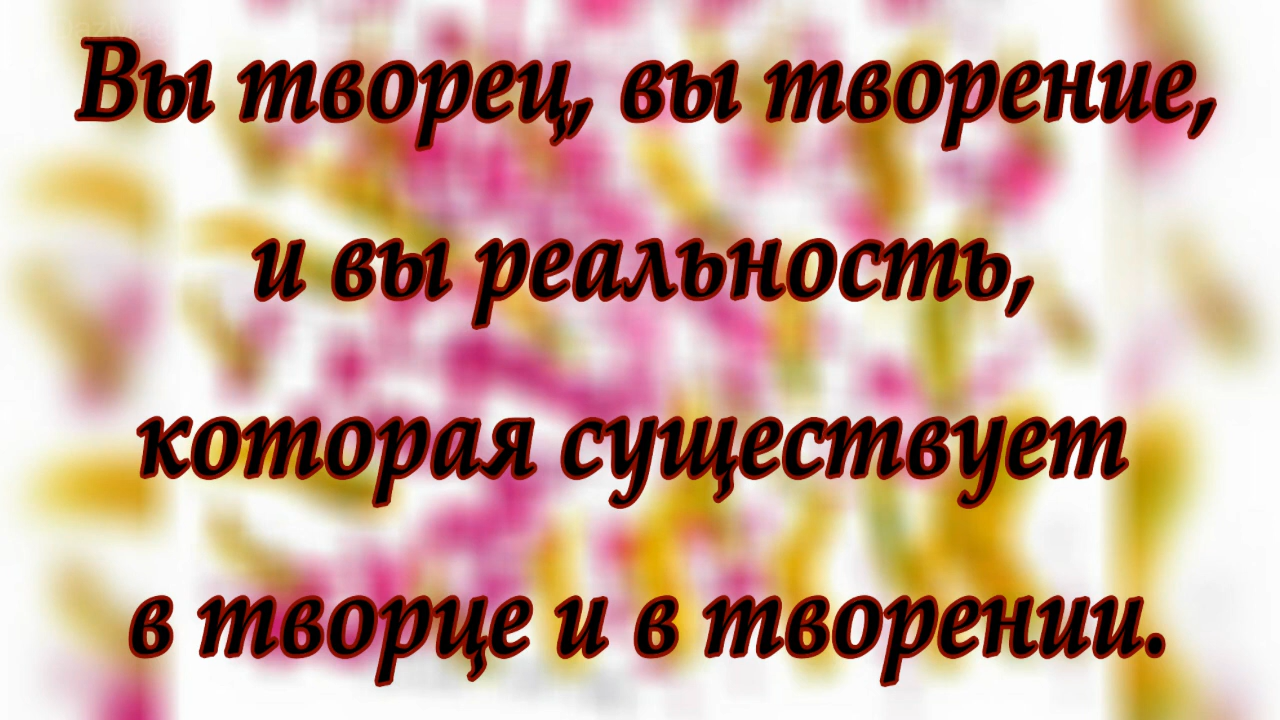 Вы творец, вы творение,
и вы реальность,
которая существует
в творце и в творении.